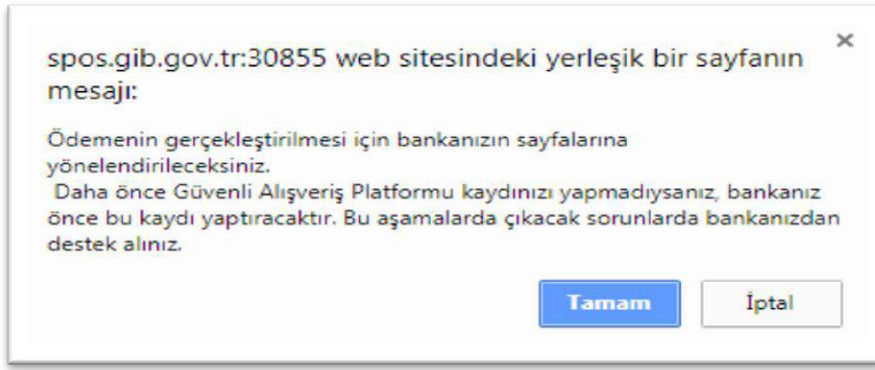 spos.gib.gov.tr:30855 web sitesindeki yerleşik bir sayfanın
mesajı:
Ödemenin gerçekleştirilmesi için bankanızın sayfalarına
yönelendirileceksiniz.
Daha önce Güvenli Alışveriş Platformu kaydınızı yapmadıysanız, bankanız
önce bu kaydı yaptıracaktır. Bu aşamalarda çıkacak sorunlarda bankanızdan
destek alınız.
Tamam İptal